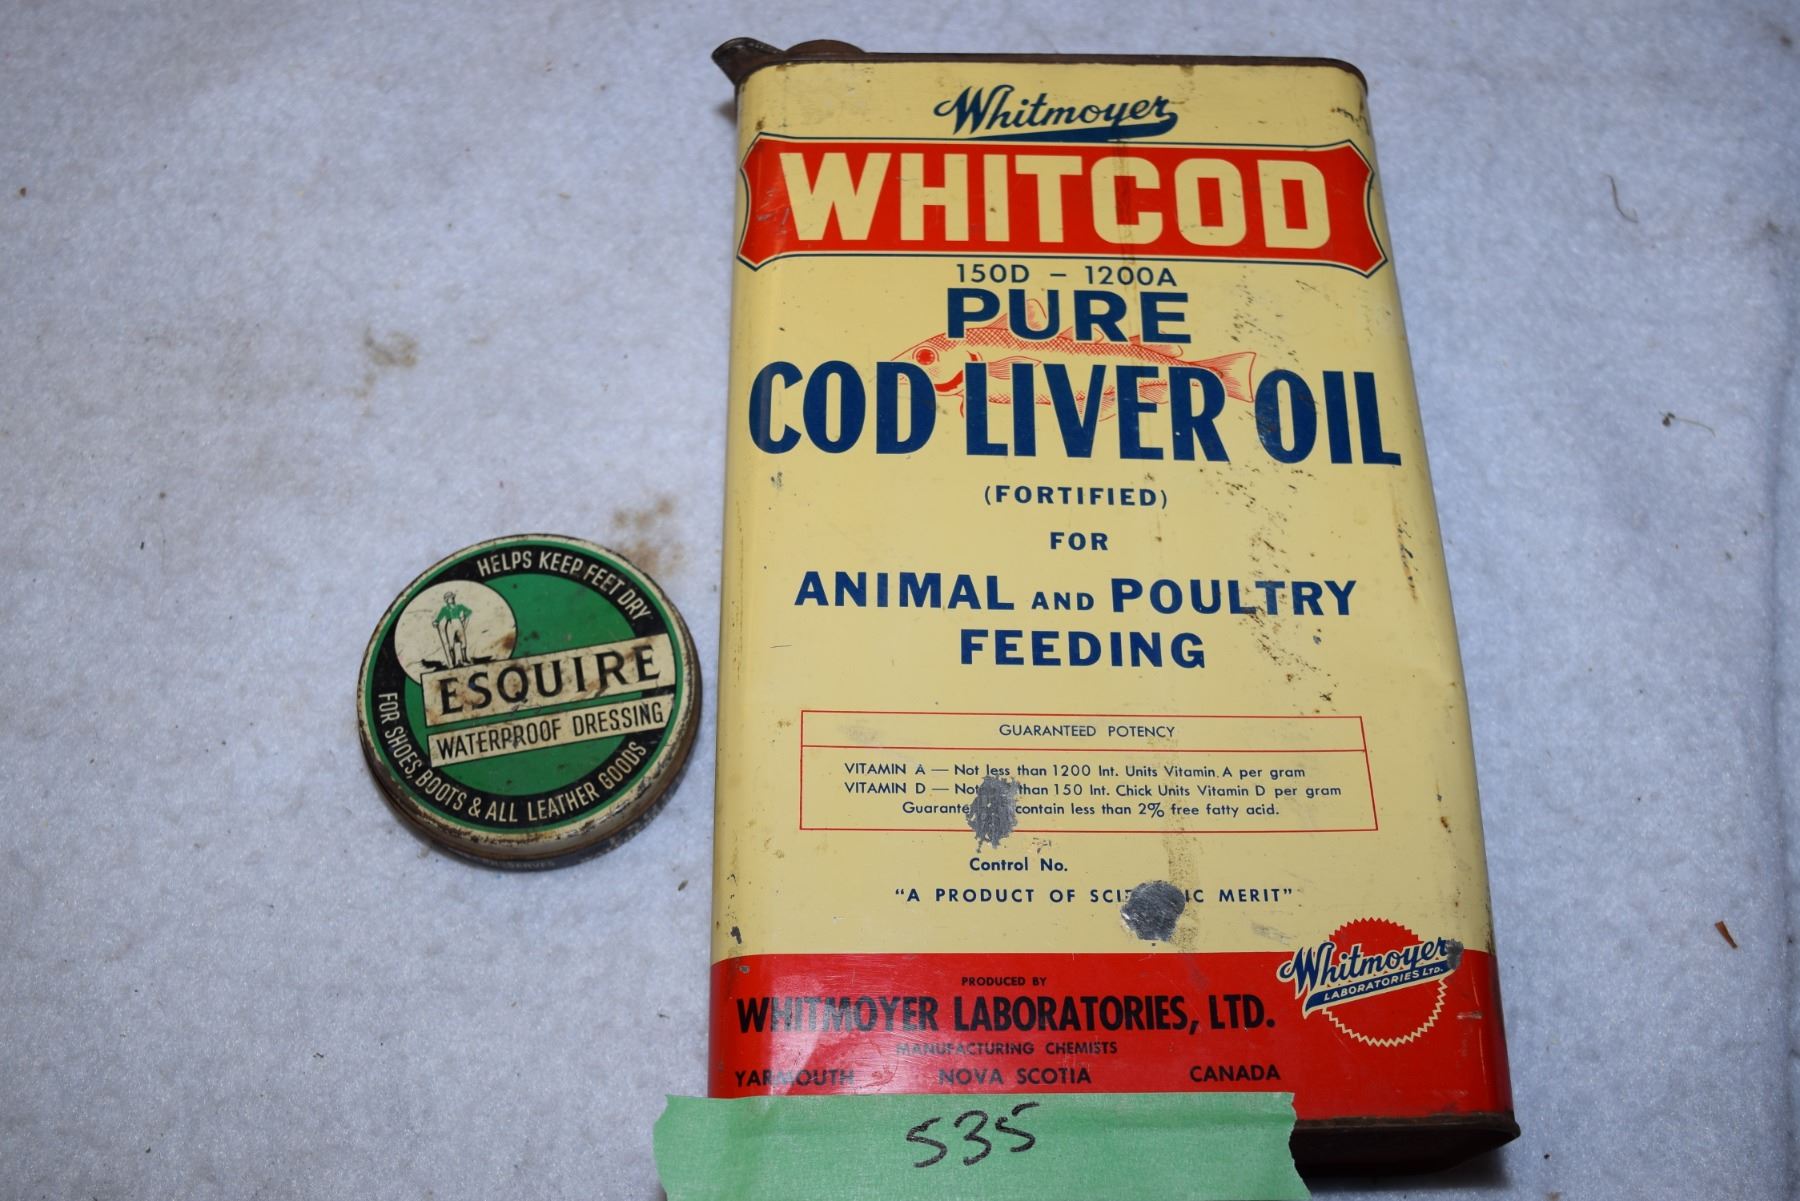 HELPS KEEP FEET DRY
ESQUIRE
WATERPROOF DRESSING
FOR SHOES, BOOTS & ALL LEATHER GOODS
Whitmoyer
WHITCOD
150D - 1200A
PURE
COD LIVER OIL
(FORTIFIED)
FOR
ANIMAL AND POULTRY
FEEDING
GUARANTEED POTENCY
VITAMIN A — Not less than 1200 Int. Units Vitamin A per gram
VITAMIN D — Not than 150 Int. Chick Units Vitamin D per gram
contain less than 2% free fatty acid.
Control No.
"A PRODUCT OF MERIT"
Whitmoyer
LABORATORIES LTD.
PRODUCED BY
WHITMOYER LABORATORIES, LTD.
MANUFACTURING CHEMISTS
YARMOUTH NOVA SCOTIA CANADA
535